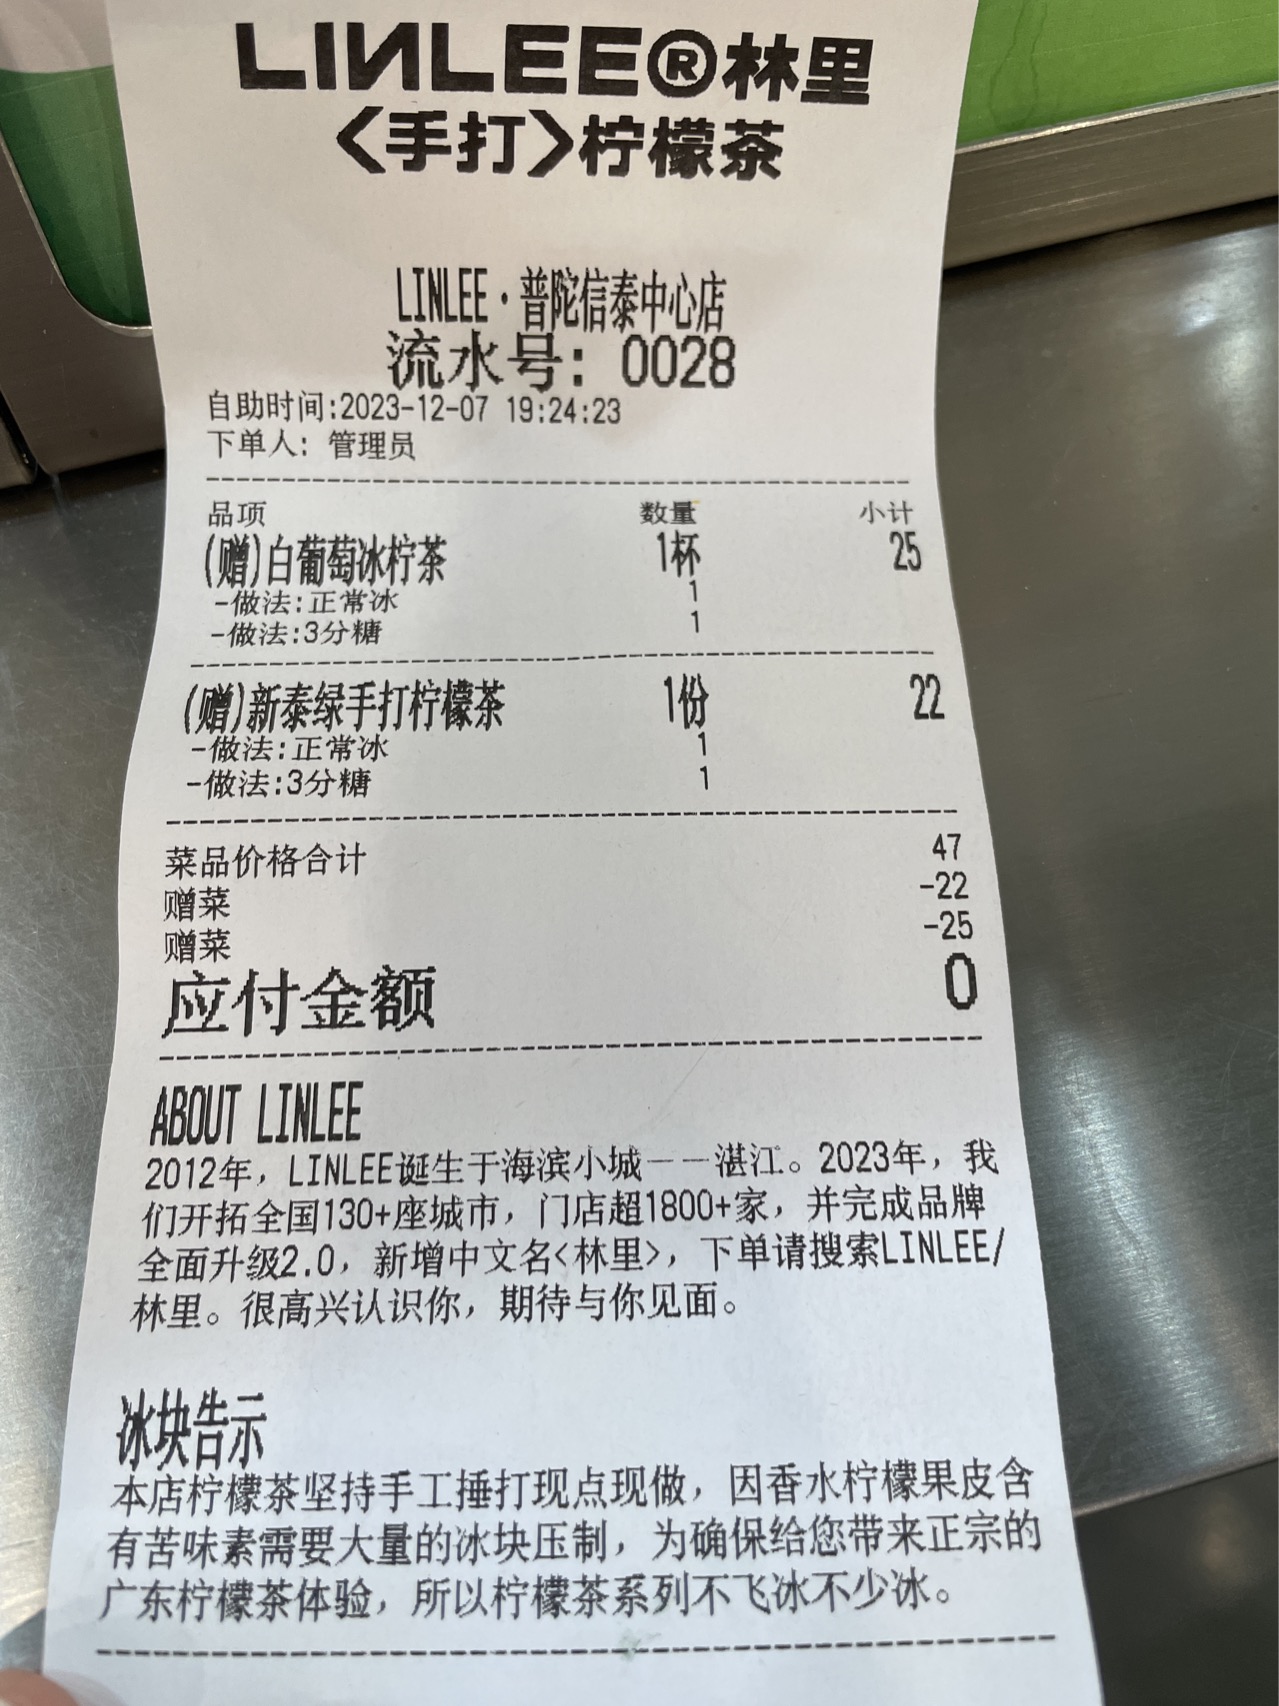 LINLEE®林里
<手打>柠檬茶
LINLEE·普陀信泰中心店
流水号: 0028
自助时间:2023-12-07 19:24:23
下单人: 管理员
品项 数量 小计
(赠)白葡萄冰柠茶 1杯 25
-做法:正常冰 1
-做法:3分糖 1
(赠)新泰绿手打柠檬茶 1份 22
-做法:正常冰 1
-做法:3分糖 1
菜品价格合计 47
赠菜 -22
赠菜 -25
应付金额 0
ABOUT LINLEE
2012年，LINLEE诞生于海滨小城——湛江。2023年，我
们开拓全国130+座城市，门店超1800+家，并完成品牌
全面升级2.0，新增中文名<林里>，下单请搜索LINLEE/
林里。很高兴认识你，期待与你见面。
冰块告示
本店柠檬茶坚持手工捶打现点现做，因香水柠檬果皮含
有苦味素需要大量的冰块压制，为确保给您带来正宗的
广东柠檬茶体验，所以柠檬茶系列不飞冰不少冰。